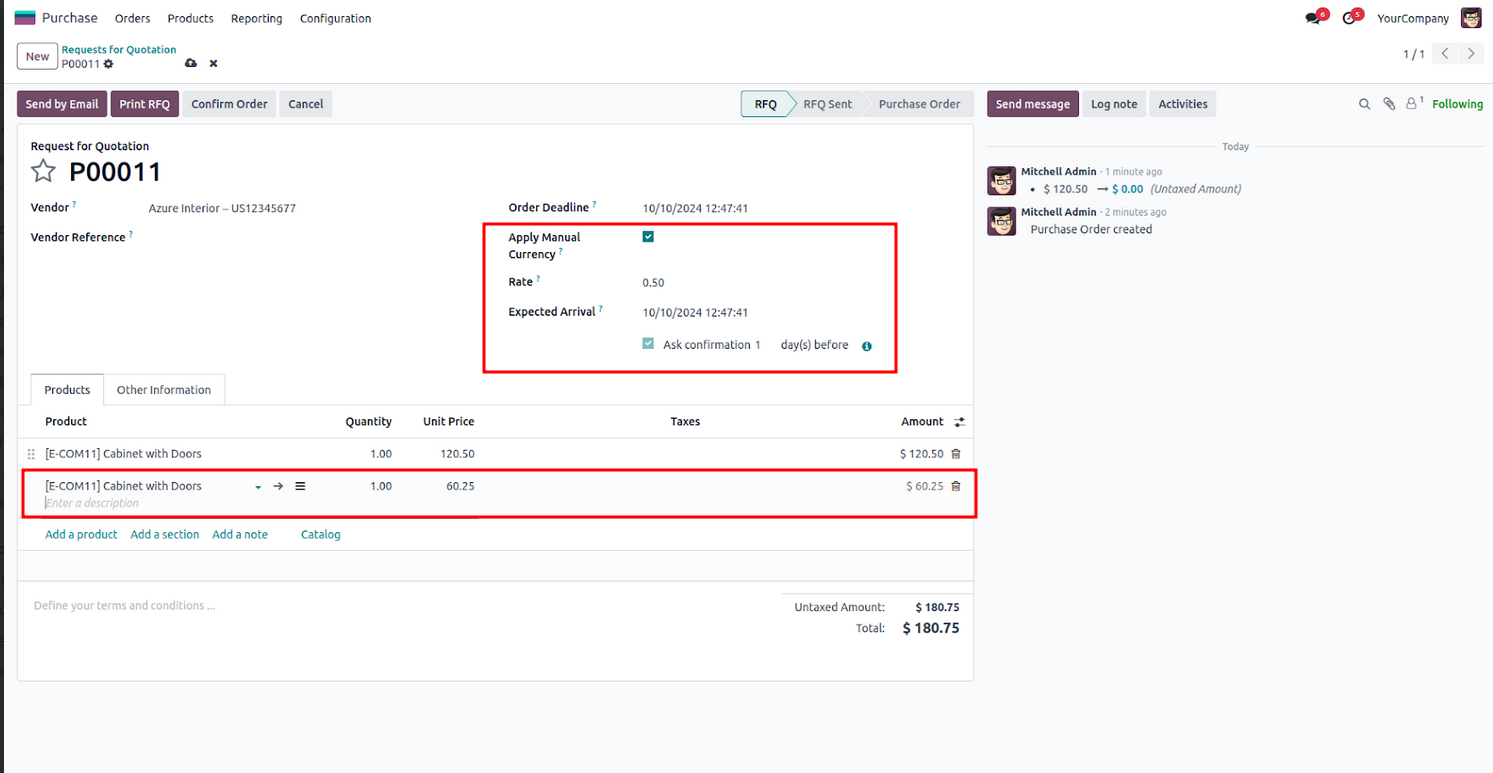 Purchase Orders Products Reporting Configuration 6 5 YourCompany
New Requests for Quotation
P00011 1 / 1
Send by Email Print RFQ Confirm Order Cancel RFQ RFQ Sent Purchase Order Send message Log note Activities 1 Following
Request for Quotation
P00011
Vendor ? Azure Interior – US12345677
Vendor Reference ?
Order Deadline ? 10/10/2024 12:47:41
Apply Manual
Currency ?
Rate ? 0.50
Expected Arrival ? 10/10/2024 12:47:41
Ask confirmation 1 day(s) before
Today
Mitchell Admin - 1 minute ago
• $ 120.50 → $ 0.00 (Untaxed Amount)
Mitchell Admin - 2 minutes ago
Purchase Order created
Products Other Information
Product Quantity Unit Price Taxes Amount
[E-COM11] Cabinet with Doors 1.00 120.50 $ 120.50
[E-COM11] Cabinet with Doors 1.00 60.25 $ 60.25
Enter a description
Add a product Add a section Add a note Catalog
Define your terms and conditions ...
Untaxed Amount: $ 180.75
Total: $ 180.75